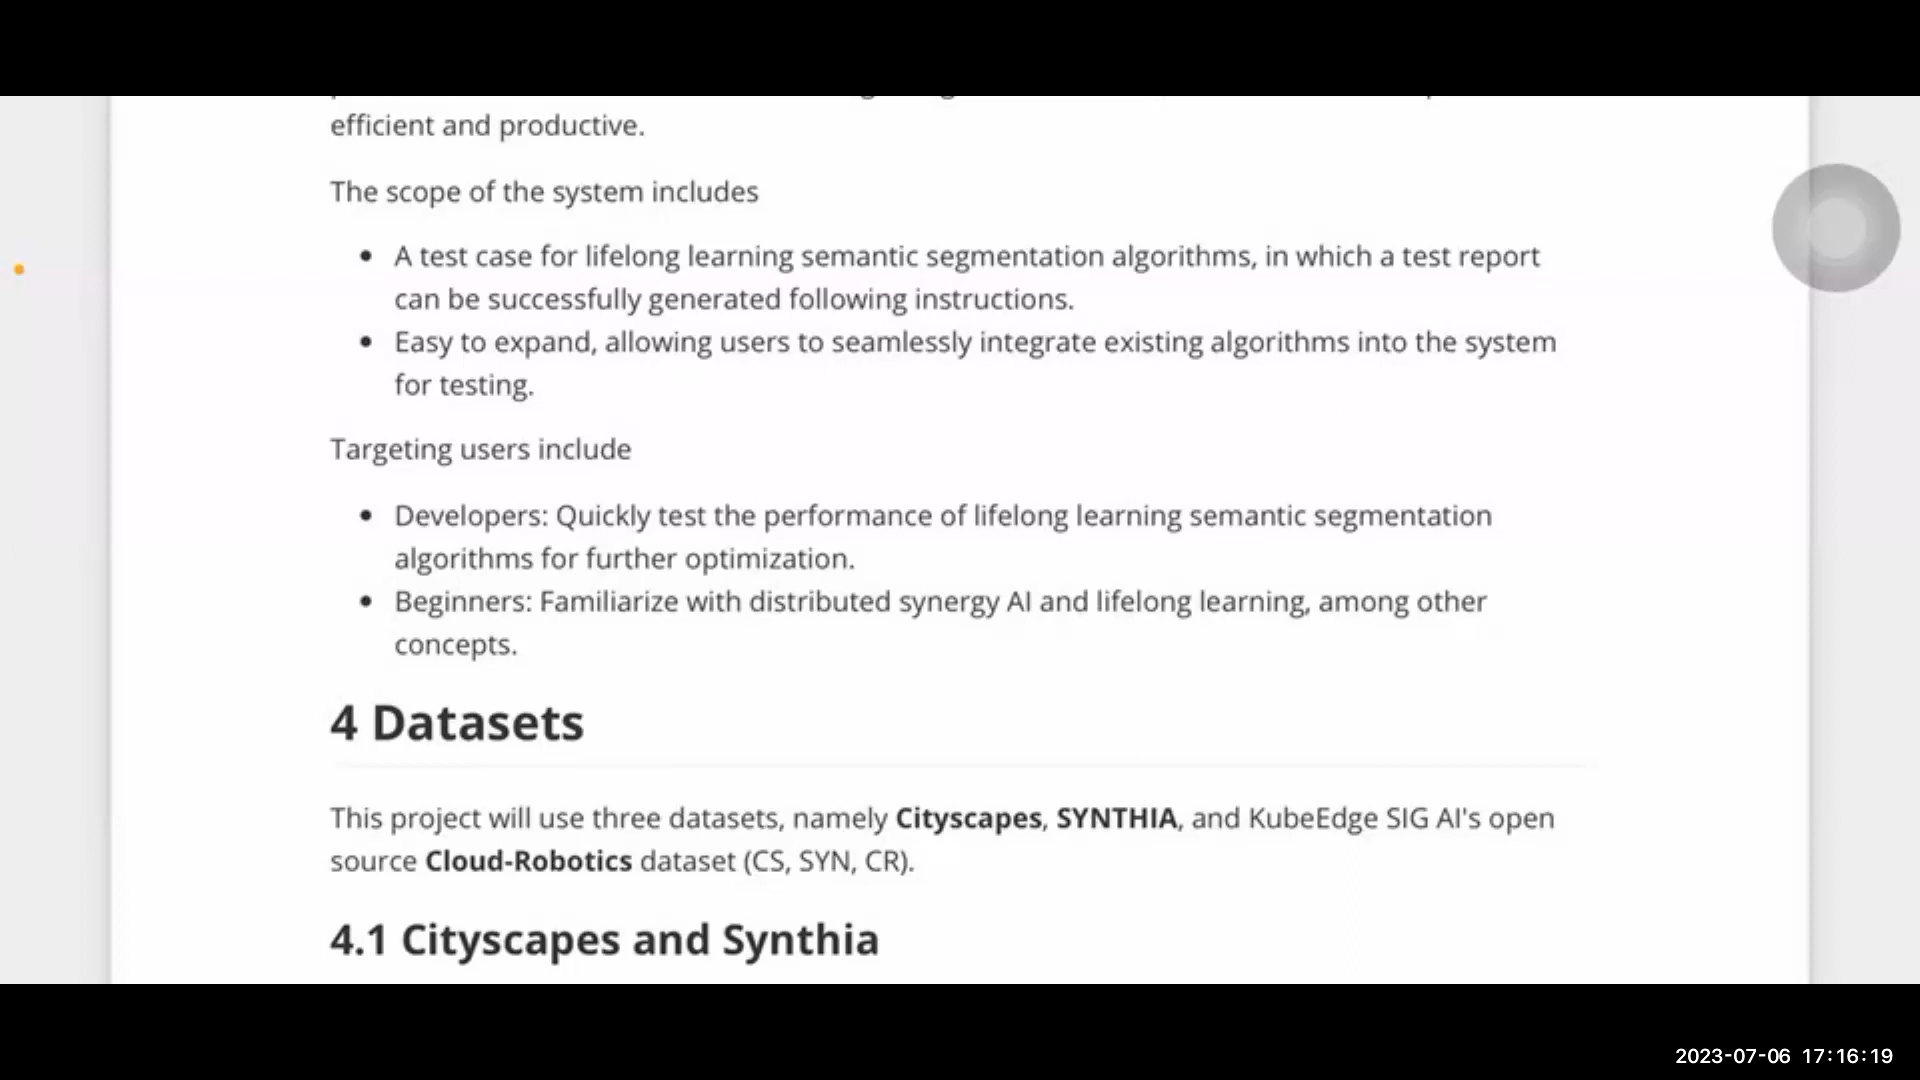 efficient and productive.
The scope of the system includes
A test case for lifelong learning semantic segmentation algorithms, in which a test report
can be successfully generated following instructions.
Easy to expand, allowing users to seamlessly integrate existing algorithms into the system
for testing.
Targeting users include
Developers: Quickly test the performance of lifelong learning semantic segmentation
algorithms for further optimization.
Beginners: Familiarize with distributed synergy AI and lifelong learning, among other
concepts.
4 Datasets
This project will use three datasets, namely Cityscapes, SYNTHIA, and KubeEdge SIG AI's open
source Cloud-Robotics dataset (CS, SYN, CR).
4.1 Cityscapes and Synthia
2023-07-06 17:16:19